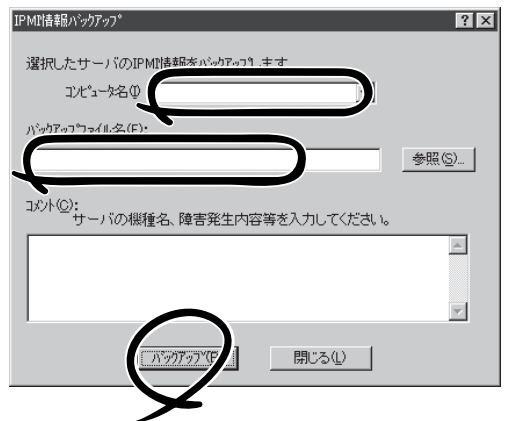 IPMI情報バックアップ
選択したサーバのIPMI情報をバックアップします
コンピュータ名(I)
バックアップファイル名(F):
参照(S)...
コメント(C):
サーバの機種名、障害発生内容等を入力してください。
バックアップ(B)
閉じる(L)